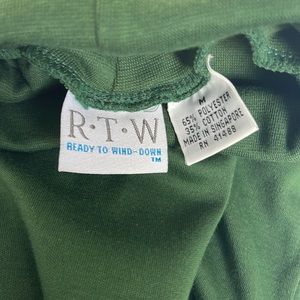 R·T·W
READY TO WIND-DOWN
TM
M
65% POLYESTER
35% COTTON
MADE IN SINGAPORE
RN 41488